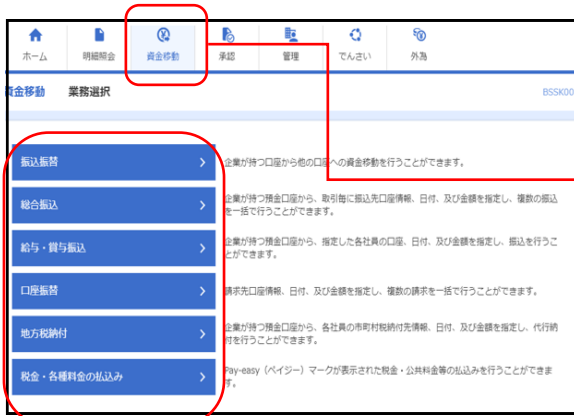 ホーム 明細照会 資金移動 承認 管理 でんさい 外為
資金移動 業務選択 BSSK00
振込振替
企業が持つ口座から他の口座への資金移動を行うことができます。
総合振込
企業が持つ預金口座から、取引毎に振込先口座情報、日付、及び金額を指定し、複数の振込
を一括で行うことができます。
給与・賞与振込
企業が持つ預金口座から、指定した各社員の口座、日付、及び金額を指定し、振込を行うこ
とができます。
口座振替
請求先口座情報、日付、及び金額を指定し、複数の請求を一括で行うことができます。
地方税納付
企業が持つ預金口座から、各社員の市町村税納付先情報、日付、及び金額を指定し、代行納
付を行うことができます。
税金・各種料金の払込み
Pay-easy（ペイジー）マークが表示された税金・公共料金等の払込みを行うことができま
す。